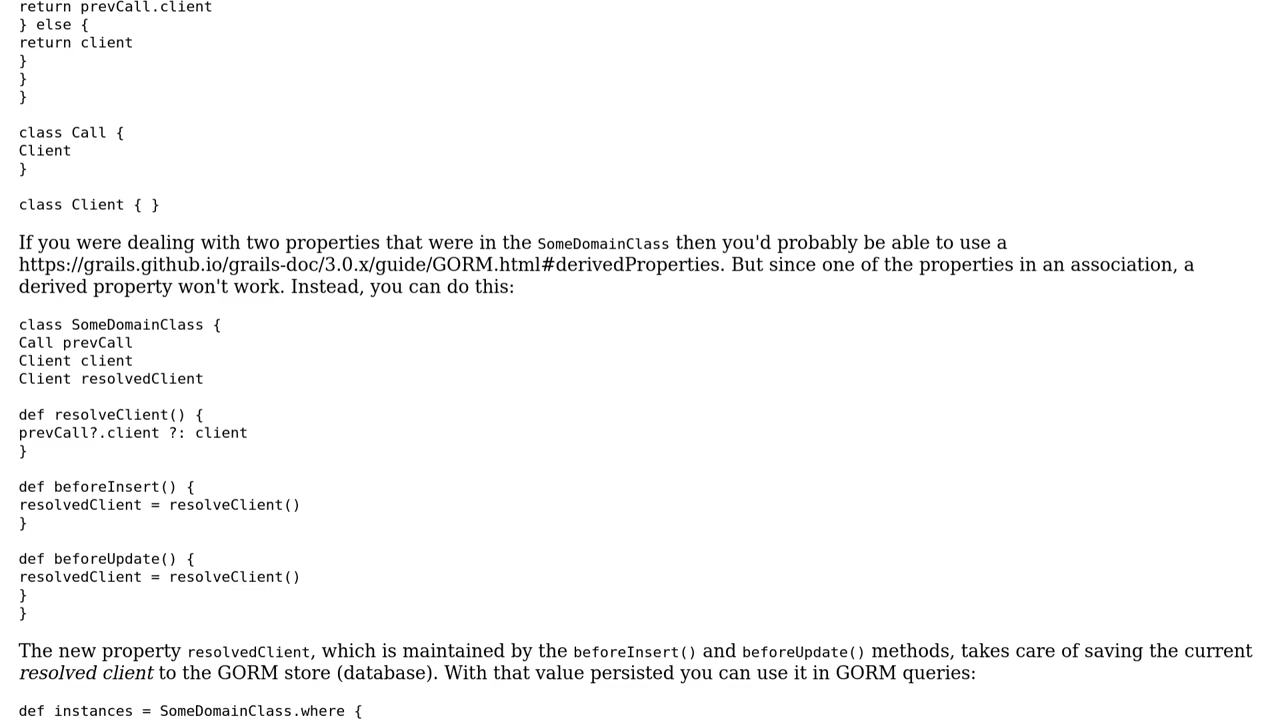 return prevCall.client
} else {
return client
}
}
}
class Call {
Client
}
class Client { }
If you were dealing with two properties that were in the SomeDomainClass then you'd probably be able to use a
https://grails.github.io/grails-doc/3.0.x/guide/GORM.html#derivedProperties. But since one of the properties in an association, a
derived property won't work. Instead, you can do this:
class SomeDomainClass {
Call prevCall
Client client
Client resolvedClient
def resolveClient() {
prevCall?.client ?: client
}
def beforeInsert() {
resolvedClient = resolveClient()
}
def beforeUpdate() {
resolvedClient = resolveClient()
}
}
The new property resolvedClient, which is maintained by the beforeInsert() and beforeUpdate() methods, takes care of saving the current
resolved client to the GORM store (database). With that value persisted you can use it in GORM queries:
def instances = SomeDomainClass.where {